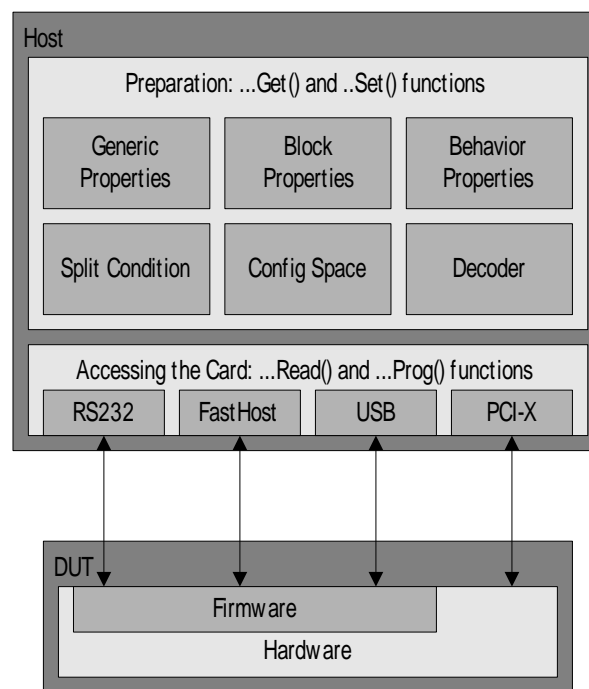 Host
Preparation: ...Get() and ..Set() functions
Generic
Properties
Block
Properties
Behavior
Properties
Split Condition
Config Space
Decoder
Accessing the Card: ...Read() and ...Prog() functions
RS232
FastHost
USB
PCI-X
DUT
Firmware
Hardware